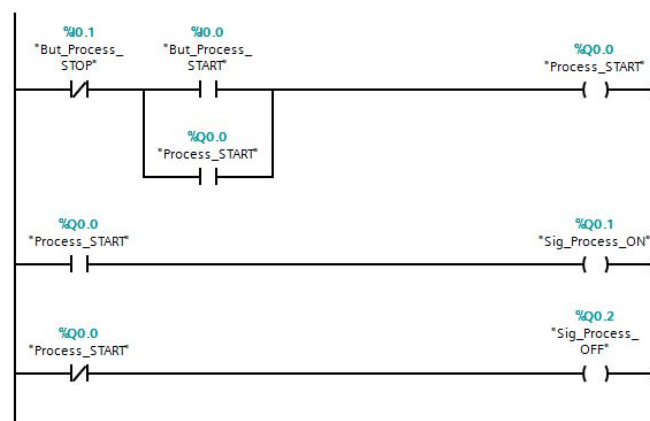 %I0.1
"But_Process_
STOP"
%I0.0
"But_Process_
START"
%Q0.0
"Process_START"
%Q0.0
"Process_START"
%Q0.0
"Process_START"
%Q0.1
"Sig_Process_ON"
%Q0.0
"Process_START"
%Q0.2
"Sig_Process_
OFF"